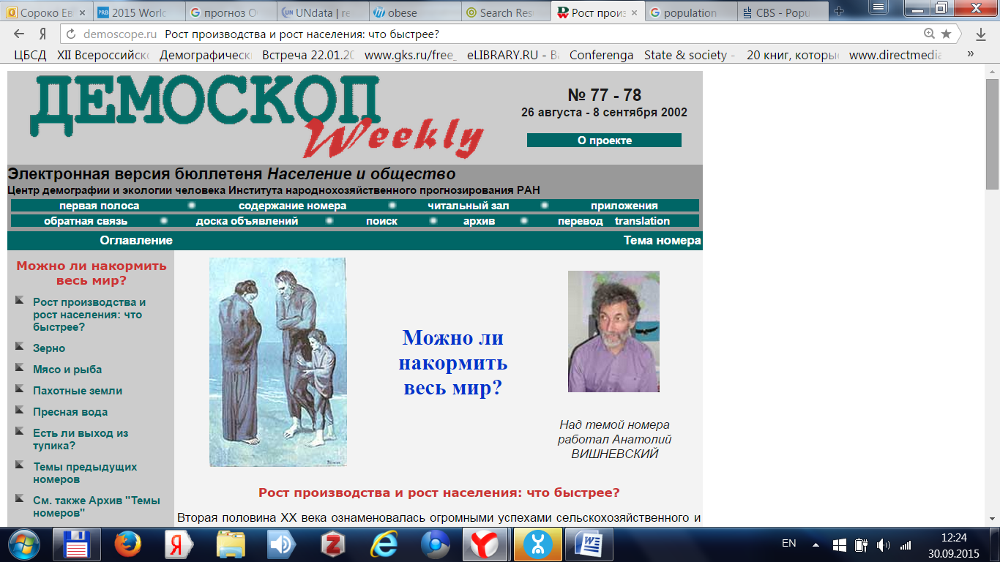 Сороко Ев
2015 World
прогноз О
UNdata | re
obese
Search Res
Рост произ
population
CBS - Popu
demoscope.ru Рост производства и рост населения: что быстрее?
ЦБСД XII Всероссийск Демографическ Встреча 22.01.20 www.gks.ru/free_ eLIBRARY.RU - Conferenga State & society - 20 книг, которые www.directmedia »
ДЕМОСКОП
Weekly
№ 77 - 78
26 августа - 8 сентября 2002
О проекте
Электронная версия бюллетеня Население и общество
Центр демографии и экологии человека Института народнохозяйственного прогнозирования РАН
первая полоса содержание номера читальный зал приложения
обратная связь доска объявлений поиск архив перевод translation
Оглавление Тема номера
Можно ли накормить
весь мир?
Рост производства и
рост населения: что
быстрее?
Зерно
Мясо и рыба
Пахотные земли
Пресная вода
Есть ли выход из
тупика?
Темы предыдущих
номеров
См. также Архив "Темы
номеров"
Можно ли
накормить
весь мир?
Над темой номера
работал Анатолий
ВИШНЕВСКИЙ
Рост производства и рост населения: что быстрее?
Вторая половина XX века ознаменовалась огромными успехами сельскохозяйственного и
EN
12:24
30.09.2015